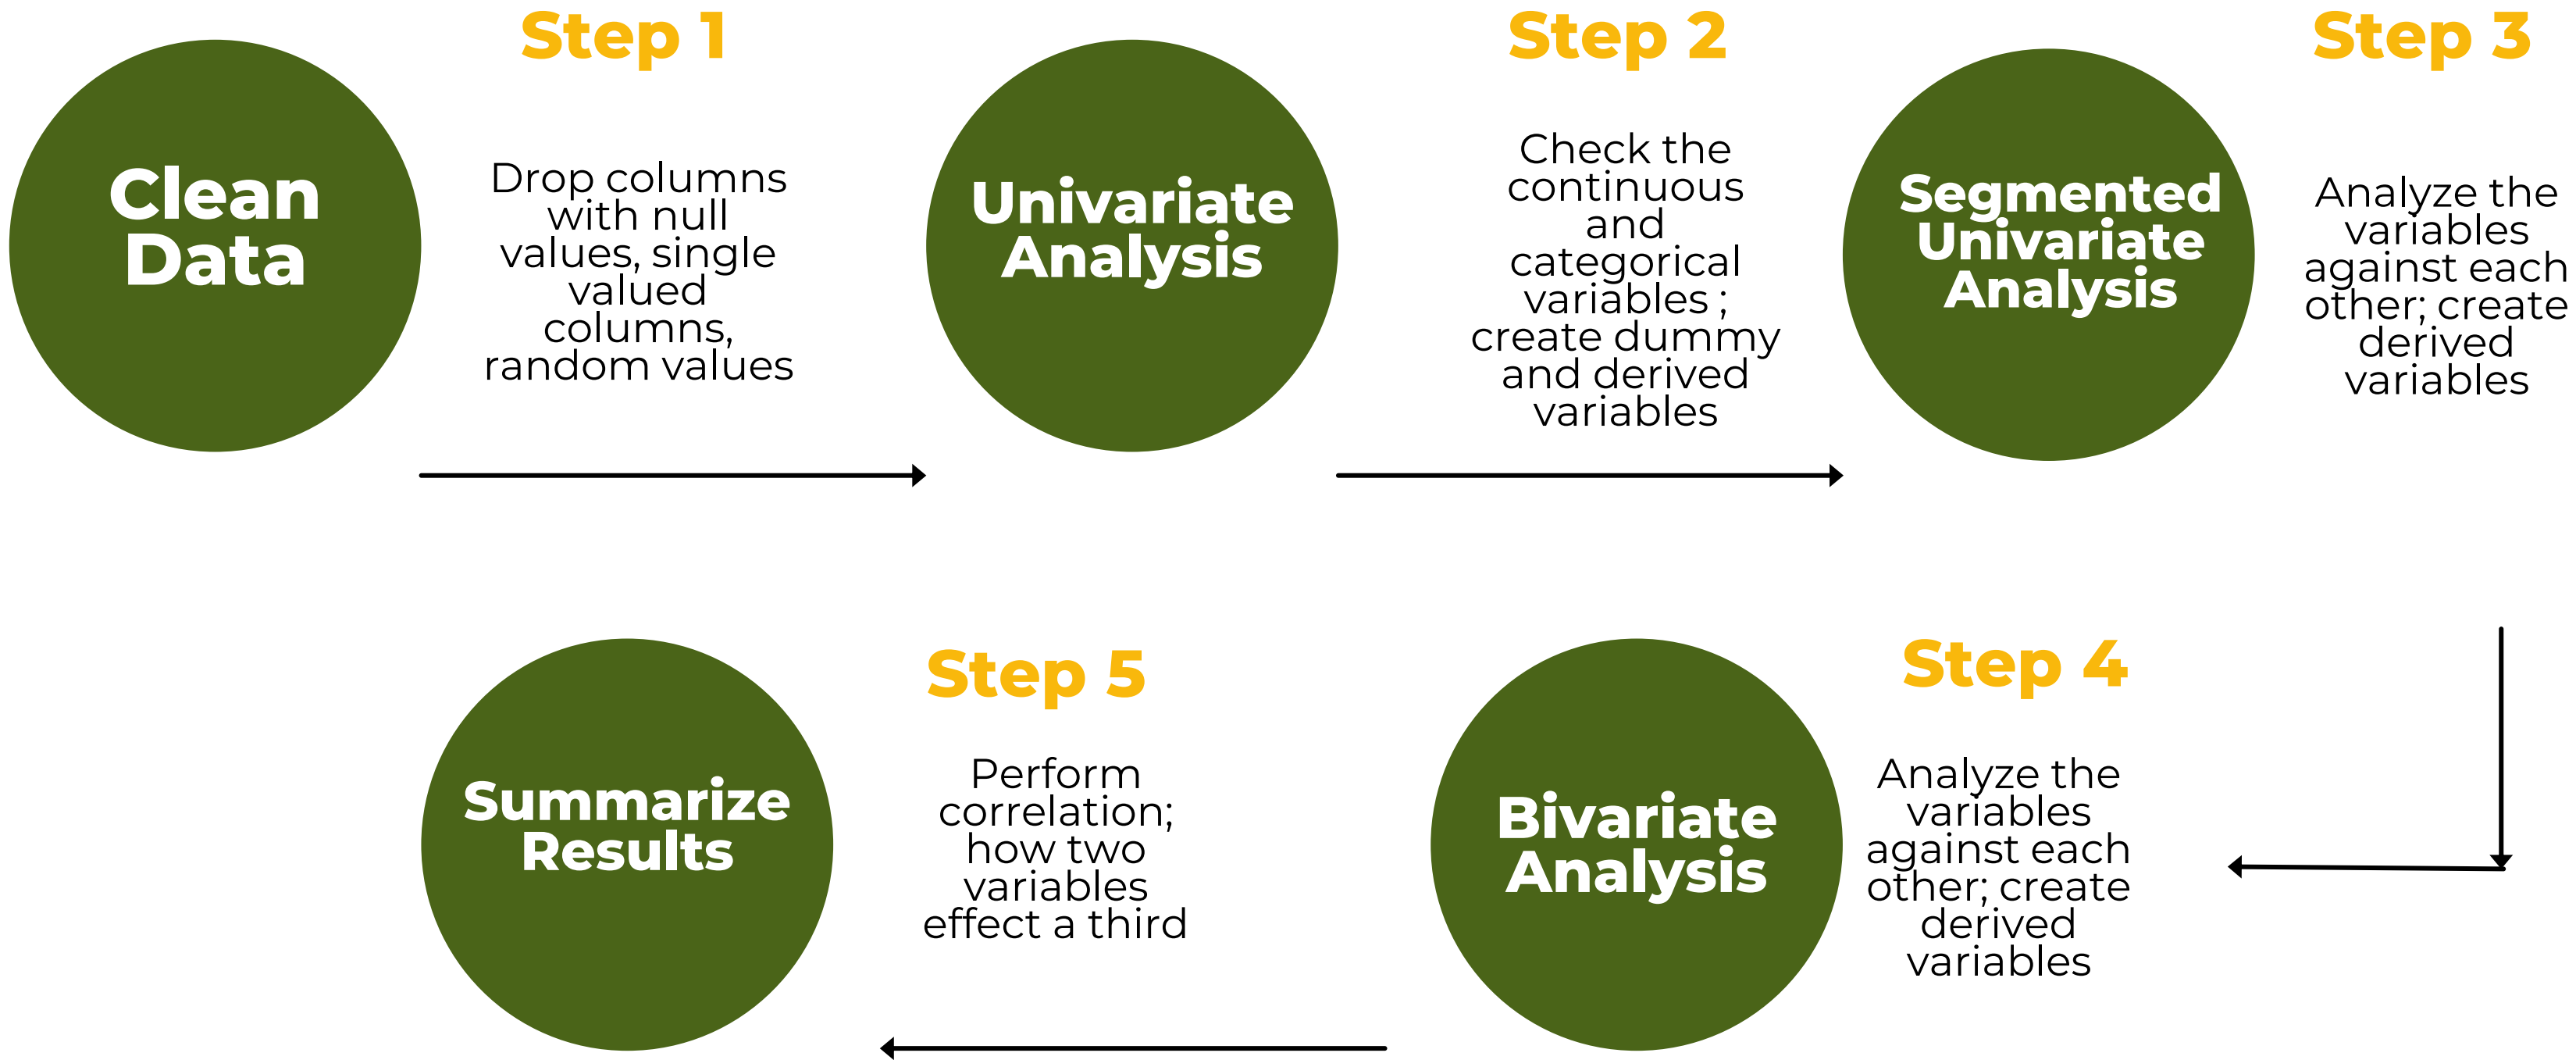 Step 1
Clean
Data
Drop columns
with null
values, single
valued
columns,
random values
Step 2
Univariate
Analysis
Check the
continuous
and
categorical
variables ;
create dummy
and derived
variables
Step 3
Segmented
Univariate
Analysis
Analyze the
variables
against each
other; create
derived
variables
Step 4
Bivariate
Analysis
Analyze the
variables
against each
other; create
derived
variables
Step 5
Summarize
Results
Perform
correlation;
how two
variables
effect a third